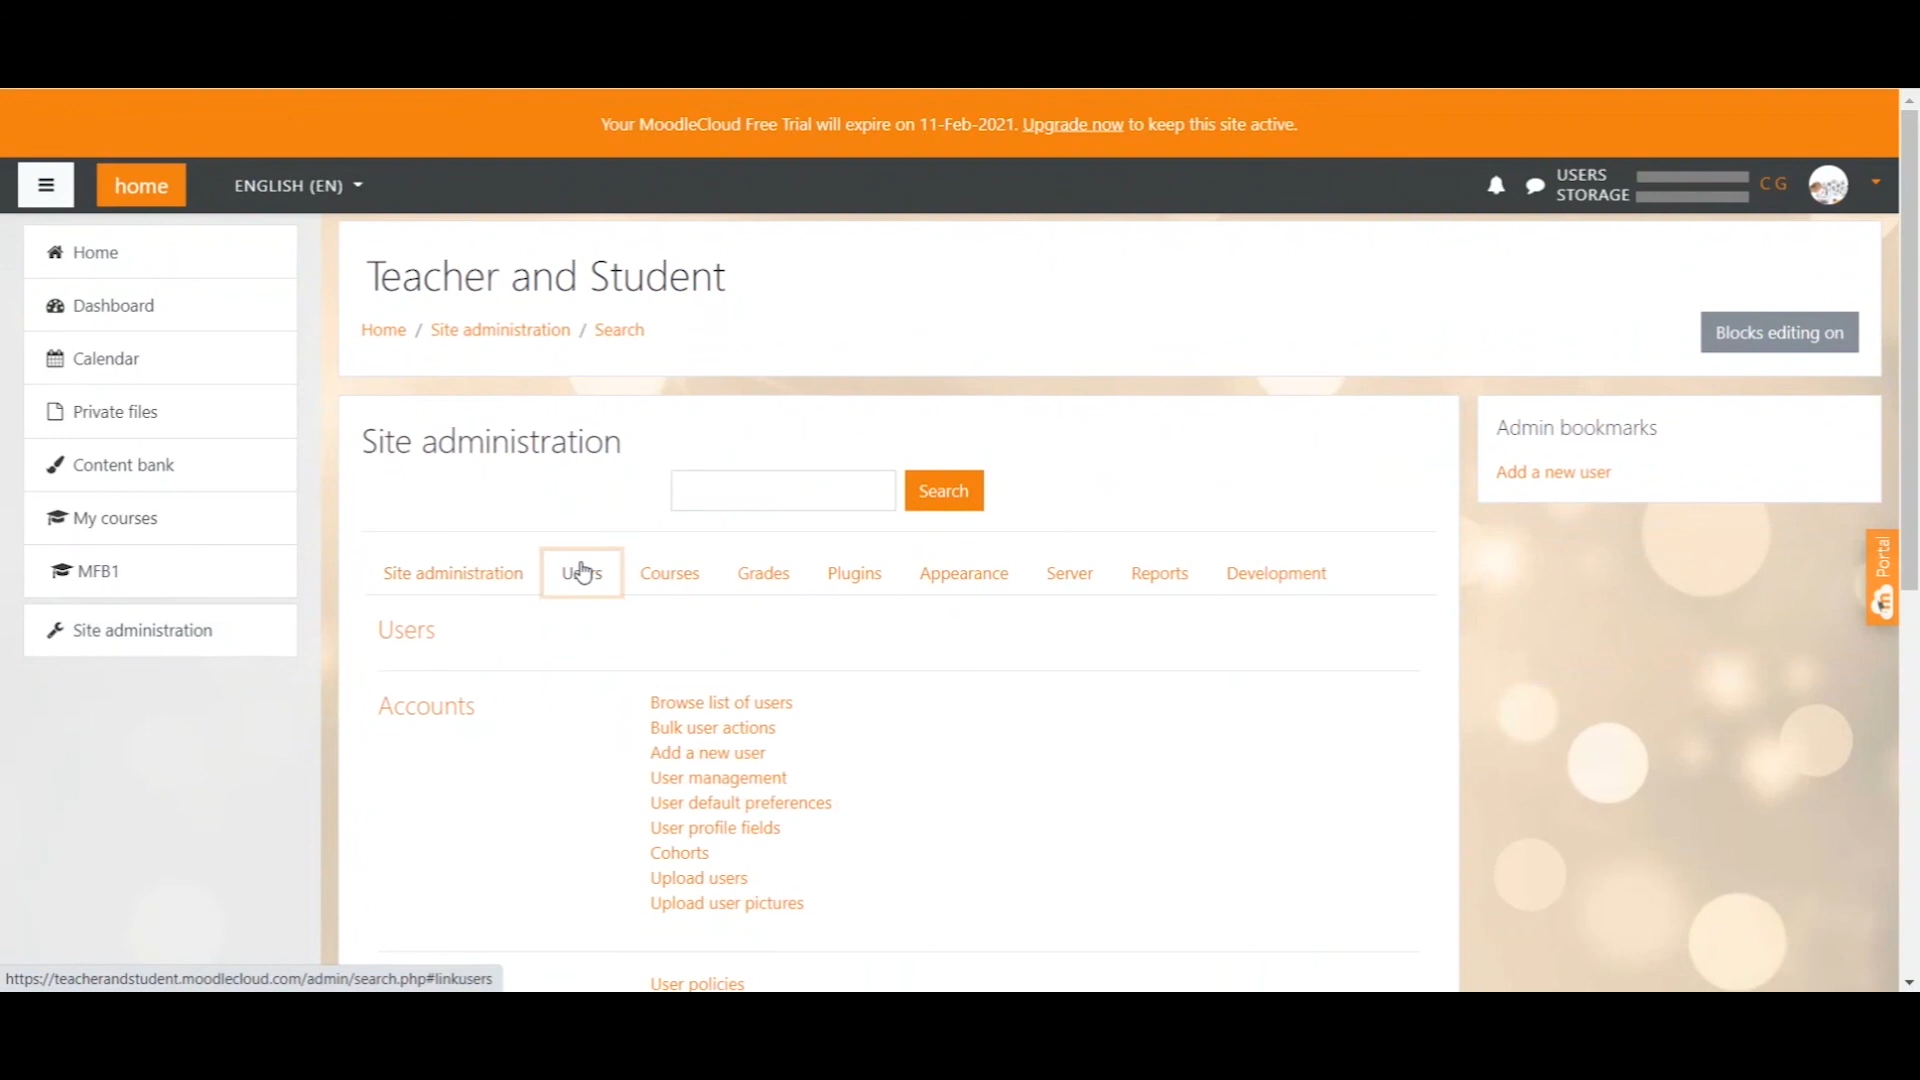 Your MoodleCloud Free Trial will expire on 11-Feb-2021. Upgrade now to keep this site active.
home
ENGLISH (EN)
USERS
STORAGE
C G
Home
Dashboard
Calendar
Private files
Content bank
My courses
MFB1
Site administration
Teacher and Student
Home / Site administration / Search
Blocks editing on
Site administration
Search
Site administration Users Courses Grades Plugins Appearance Server Reports Development
Users
Accounts
Browse list of users
Bulk user actions
Add a new user
User management
User default preferences
User profile fields
Cohorts
Upload users
Upload user pictures
User policies
Admin bookmarks
Add a new user
Portal
https://teacherandstudent.moodlecloud.com/admin/search.php#linkusers